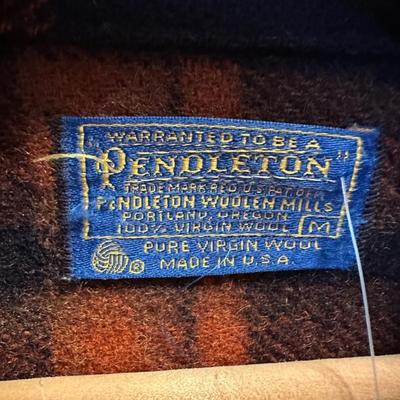 WARRANTED TO BE A
"PENDLETON"
TRADE MARK REG. U.S. PAT. OFF.
PENDLETON WOOLEN MILLS
PORTLAND, OREGON
100% VIRGIN WOOL M
PURE VIRGIN WOOL
® MADE IN U.S.A